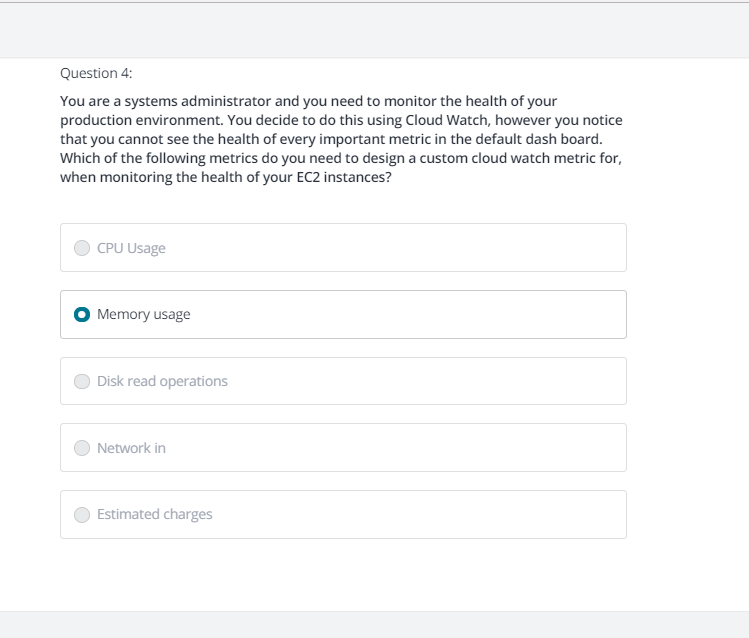 Question 4:
You are a systems administrator and you need to monitor the health of your
production environment. You decide to do this using Cloud Watch, however you notice
that you cannot see the health of every important metric in the default dash board.
Which of the following metrics do you need to design a custom cloud watch metric for,
when monitoring the health of your EC2 instances?
CPU Usage
Memory usage
Disk read operations
Network in
Estimated charges